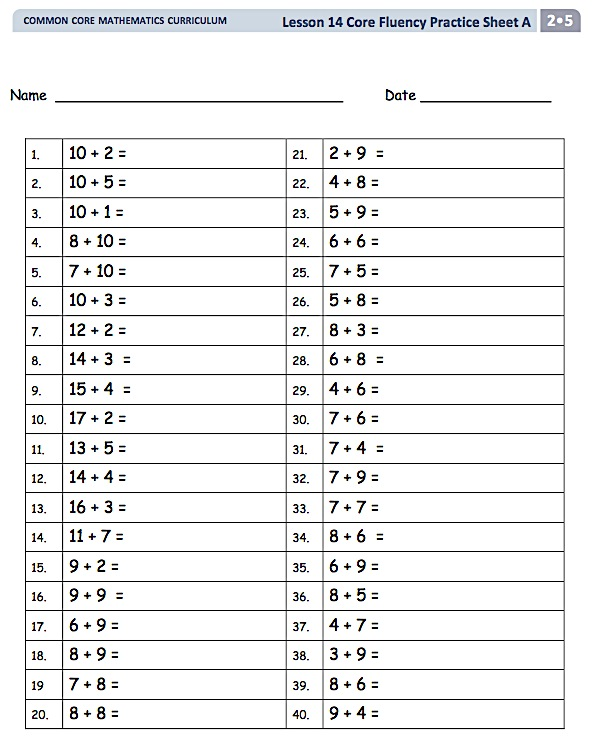 COMMON CORE MATHEMATICS CURRICULUM Lesson 14 Core Fluency Practice Sheet A 2•5
Name Date
1. 10 + 2 = 21. 2 + 9 =
2. 10 + 5 = 22. 4 + 8 =
3. 10 + 1 = 23. 5 + 9 =
4. 8 + 10 = 24. 6 + 6 =
5. 7 + 10 = 25. 7 + 5 =
6. 10 + 3 = 26. 5 + 8 =
7. 12 + 2 = 27. 8 + 3 =
8. 14 + 3 = 28. 6 + 8 =
9. 15 + 4 = 29. 4 + 6 =
10. 17 + 2 = 30. 7 + 6 =
11. 13 + 5 = 31. 7 + 4 =
12. 14 + 4 = 32. 7 + 9 =
13. 16 + 3 = 33. 7 + 7 =
14. 11 + 7 = 34. 8 + 6 =
15. 9 + 2 = 35. 6 + 9 =
16. 9 + 9 = 36. 8 + 5 =
17. 6 + 9 = 37. 4 + 7 =
18. 8 + 9 = 38. 3 + 9 =
19 7 + 8 = 39. 8 + 6 =
20. 8 + 8 = 40. 9 + 4 =